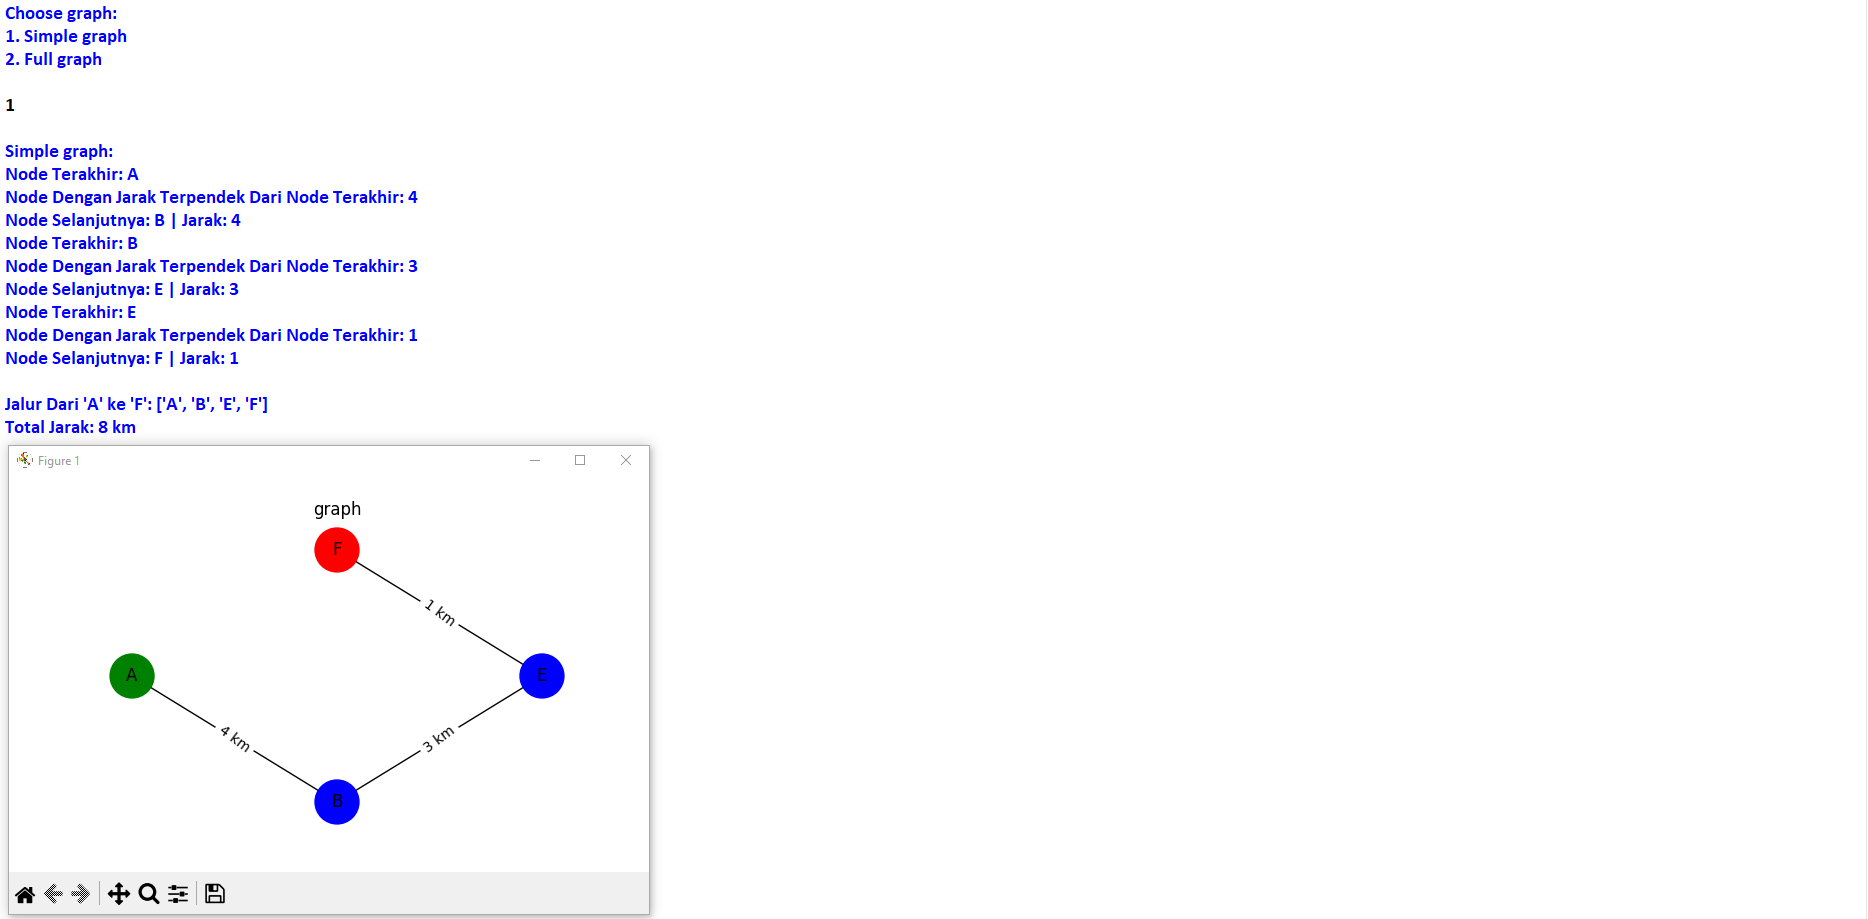 Choose graph:
1. Simple graph
2. Full graph
1
Simple graph:
Node Terakhir: A
Node Dengan Jarak Terpendek Dari Node Terakhir: 4
Node Selanjutnya: B | Jarak: 4
Node Terakhir: B
Node Dengan Jarak Terpendek Dari Node Terakhir: 3
Node Selanjutnya: E | Jarak: 3
Node Terakhir: E
Node Dengan Jarak Terpendek Dari Node Terakhir: 1
Node Selanjutnya: F | Jarak: 1
Jalur Dari 'A' ke 'F': ['A', 'B', 'E', 'F']
Total Jarak: 8 km
Figure 1
graph
F
1 km
A
E
4 km
3 km
B